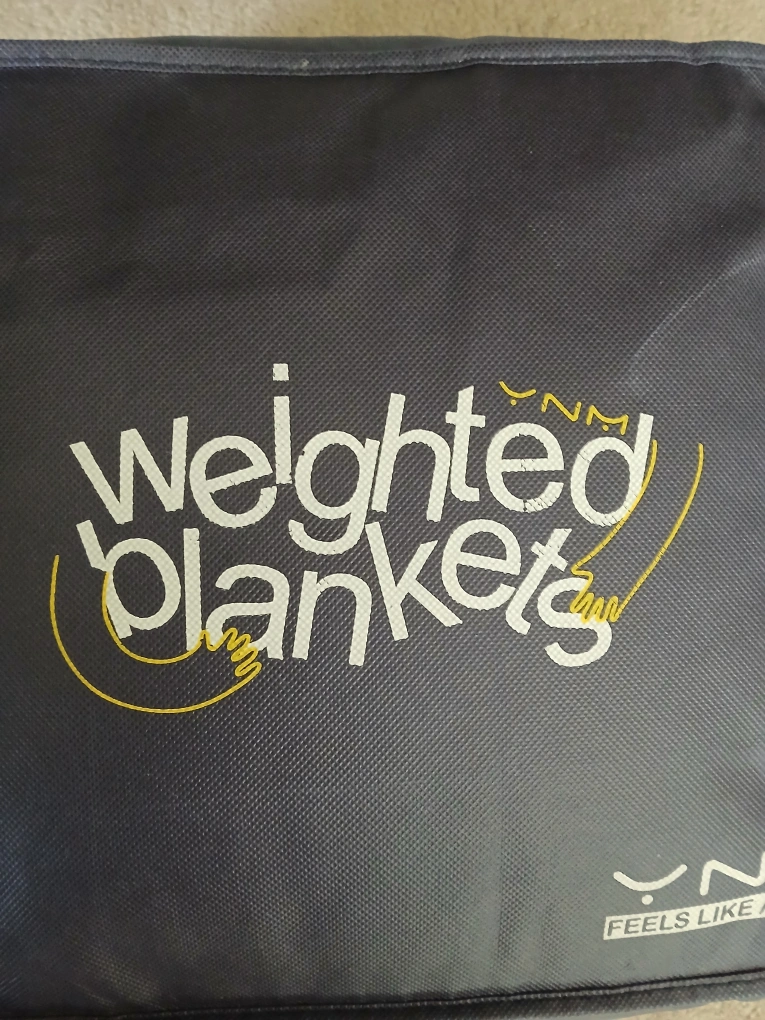 YNM
weighted
blankets
YN
FEELS LIKE